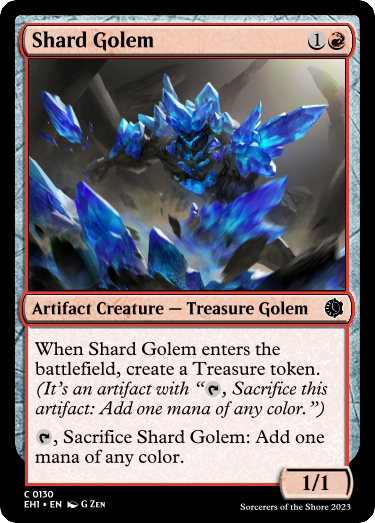 Shard Golem 1
Artifact Creature — Treasure Golem
When Shard Golem enters the
battlefield, create a Treasure token.
(It's an artifact with “, Sacrifice this
artifact: Add one mana of any color.”)
, Sacrifice Shard Golem: Add one
mana of any color.
1/1
C 0130
EH1 • EN G Zen
Sorcerers of the Shore 2023